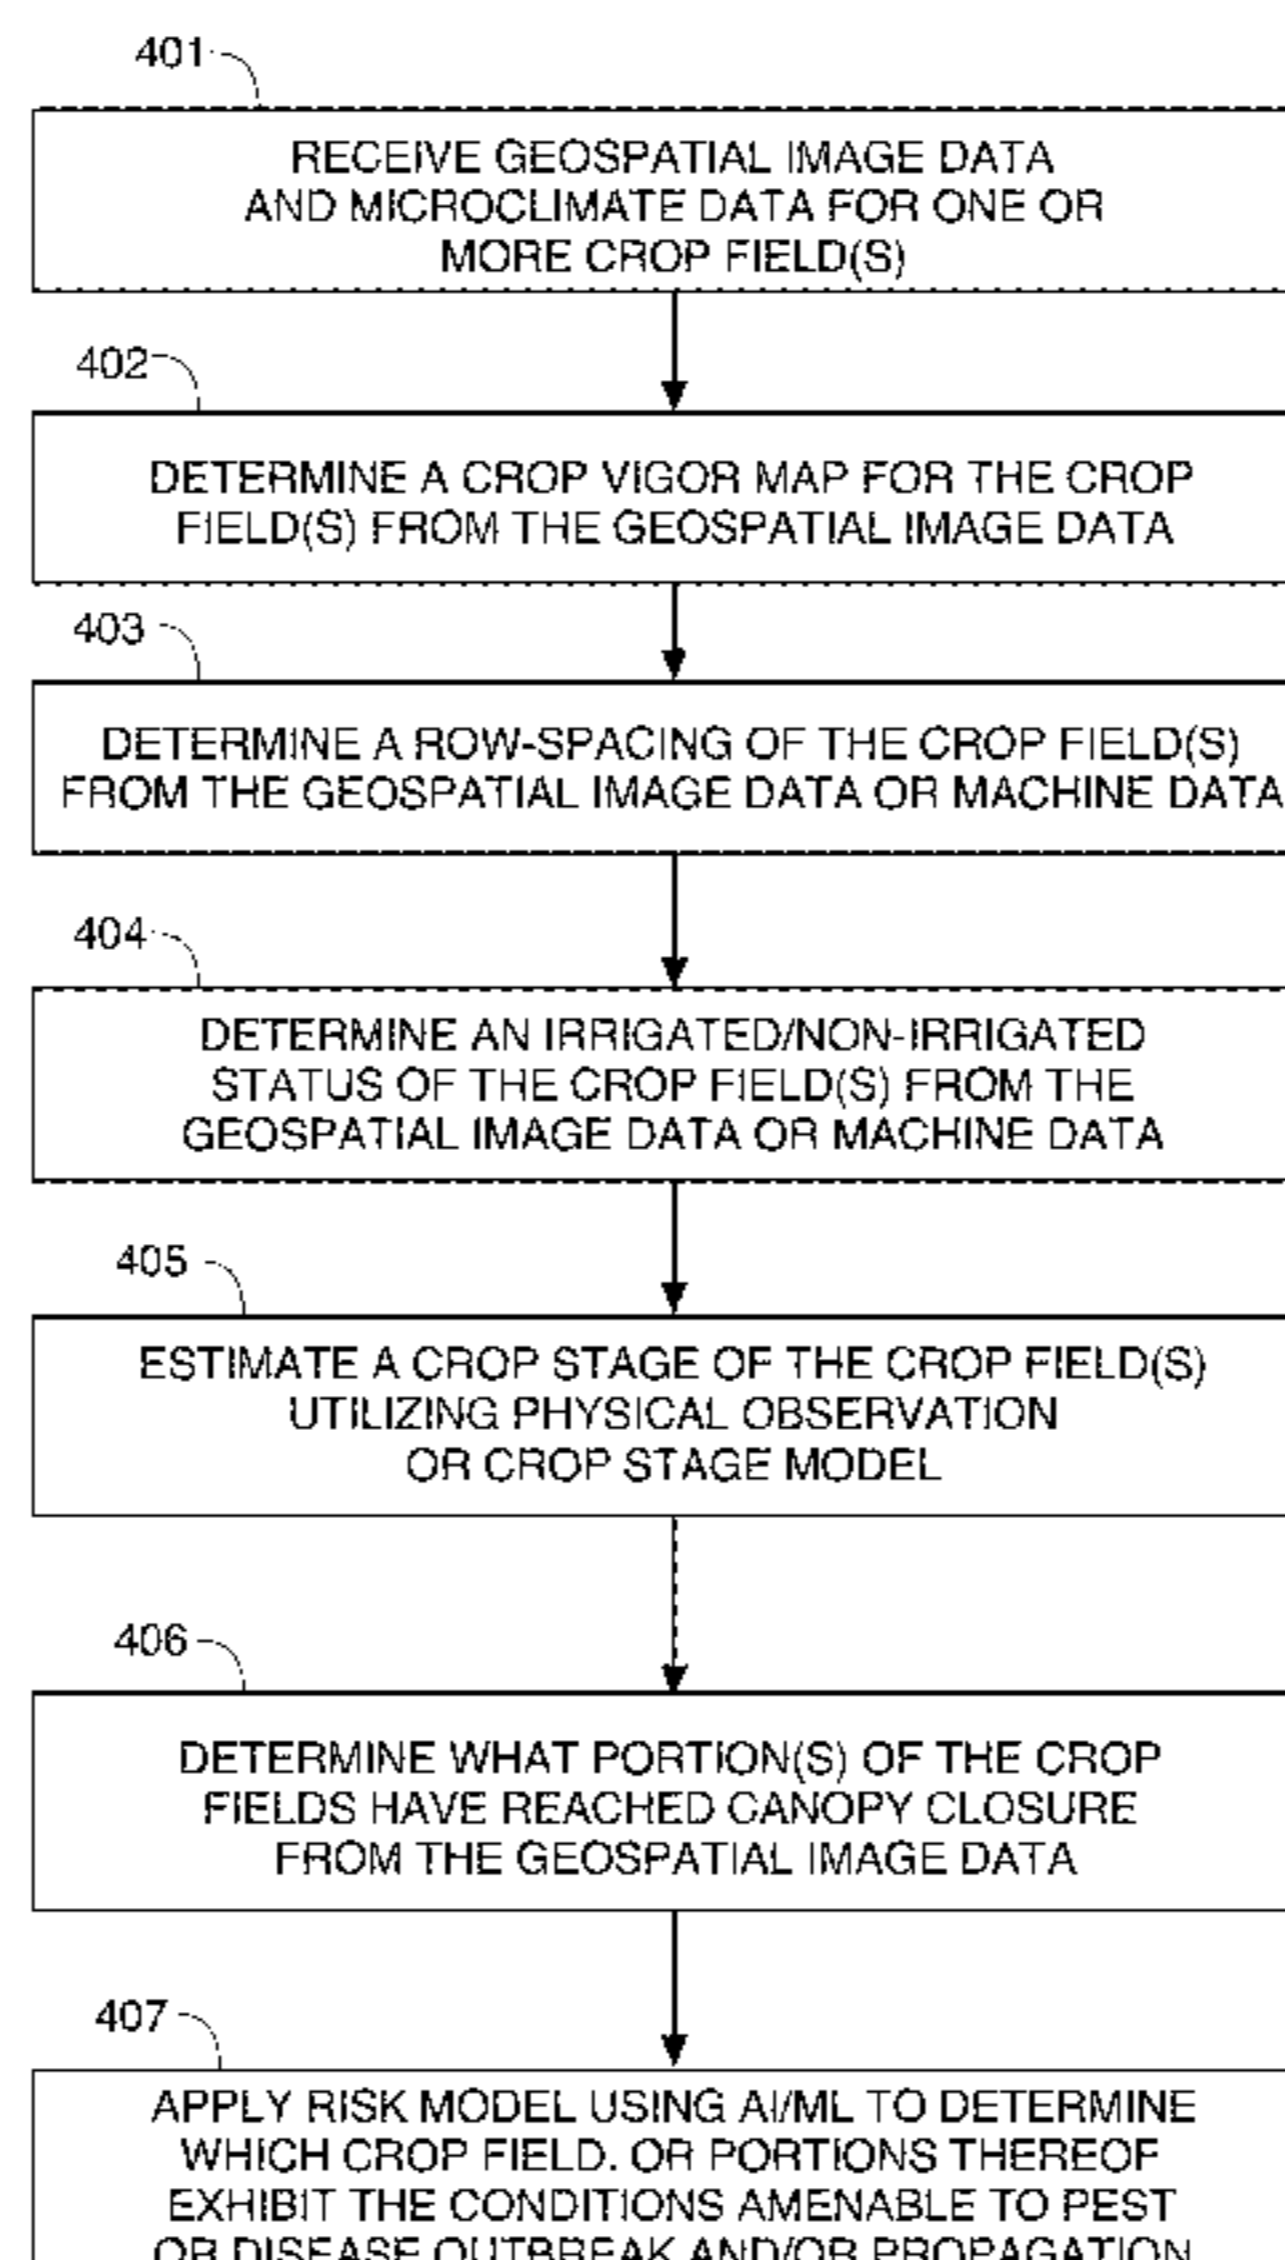 401
RECEIVE GEOSPATIAL IMAGE DATA
AND MICROCLIMATE DATA FOR ONE OR
MORE CROP FIELD(S)
402
DETERMINE A CROP VIGOR MAP FOR THE CROP
FIELD(S) FROM THE GEOSPATIAL IMAGE DATA
403
DETERMINE A ROW-SPACING OF THE CROP FIELD(S)
FROM THE GEOSPATIAL IMAGE DATA OR MACHINE DATA
404
DETERMINE AN IRRIGATED/NON-IRRIGATED
STATUS OF THE CROP FIELD(S) FROM THE
GEOSPATIAL IMAGE DATA OR MACHINE DATA
405
ESTIMATE A CROP STAGE OF THE CROP FIELD(S)
UTILIZING PHYSICAL OBSERVATION
OR CROP STAGE MODEL
406
DETERMINE WHAT PORTION(S) OF THE CROP
FIELDS HAVE REACHED CANOPY CLOSURE
FROM THE GEOSPATIAL IMAGE DATA
407
APPLY RISK MODEL USING AI/ML TO DETERMINE
WHICH CROP FIELD. OR PORTIONS THEREOF
EXHIBIT THE CONDITIONS AMENABLE TO PEST
OR DISEASE OUTBREAK AND/OR PROPAGATION